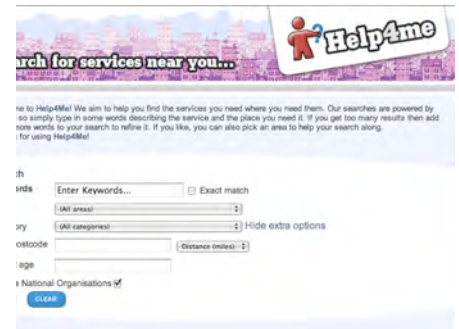 Help4me
arch for services near you...
me to Help4Me! We aim to help you find the services you need where you need them. Our searches are powered by
so simply type in some words describing the service and the place you need it. If you get too many results then add
more words to your search to refine it. If you like, you can also pick an area to help your search along.
for using Help4Me!
ch
ords Enter Keywords... Exact match
(All areas)
ory (All categories) Hide extra options
ostcode Distance (miles)
age
e National Organisations
CLEAR